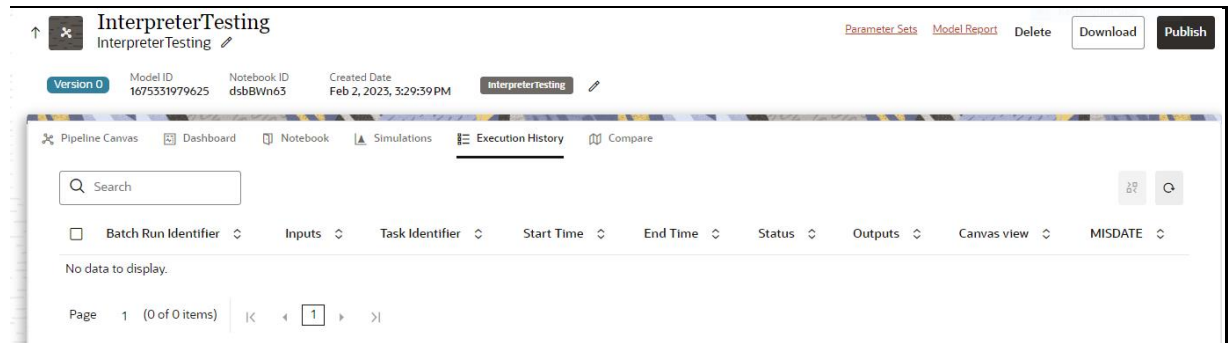 InterpreterTesting
InterpreterTesting
Parameter Sets Model Report Delete Download Publish
Version 0 Model ID Notebook ID Created Date InterpreterTesting
1675331979625 dsbBWn63 Feb 2, 2023, 3:29:39 PM
Pipeline Canvas Dashboard Notebook Simulations Execution History Compare
Search
Batch Run Identifier Inputs Task Identifier Start Time End Time Status Outputs Canvas view MISDATE
No data to display.
Page 1 (0 of 0 items) 1